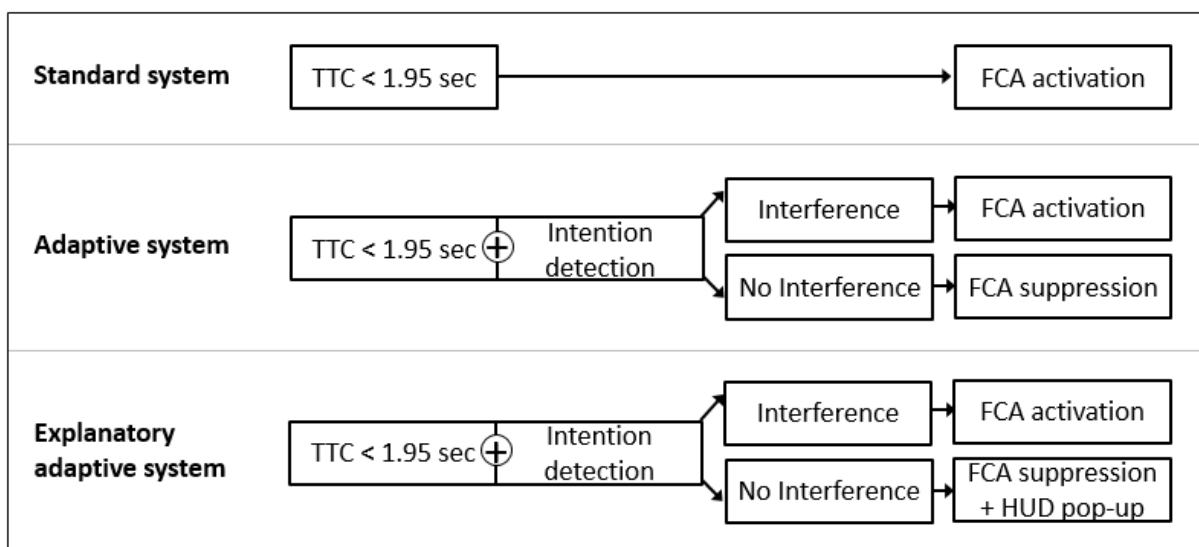 Standard system
TTC < 1.95 sec
FCA activation
Adaptive system
TTC < 1.95 sec
+
Intention
detection
Interference
FCA activation
No Interference
FCA suppression
Explanatory
adaptive system
TTC < 1.95 sec
+
Intention
detection
Interference
FCA activation
No Interference
FCA suppression
+ HUD pop-up